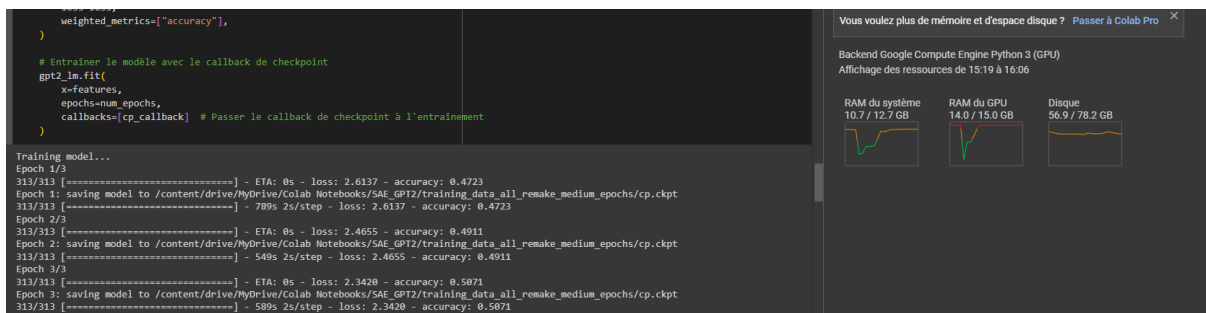 loss=loss,
weighted_metrics=["accuracy"],
)
# Entraîner le modèle avec le callback de checkpoint
gpt2_lm.fit(
x=features,
epochs=num_epochs,
callbacks=[cp_callback]  # Passer le callback de checkpoint à l'entraînement
)
Training model...
Epoch 1/3
313/313 [==============================] - ETA: 0s - loss: 2.6137 - accuracy: 0.4723
Epoch 1: saving model to /content/drive/MyDrive/Colab Notebooks/SAE_GPT2/training_data_all_remake_medium_epochs/cp.ckpt
313/313 [==============================] - 789s 2s/step - loss: 2.6137 - accuracy: 0.4723
Epoch 2/3
313/313 [==============================] - ETA: 0s - loss: 2.4655 - accuracy: 0.4911
Epoch 2: saving model to /content/drive/MyDrive/Colab Notebooks/SAE_GPT2/training_data_all_remake_medium_epochs/cp.ckpt
313/313 [==============================] - 549s 2s/step - loss: 2.4655 - accuracy: 0.4911
Epoch 3/3
313/313 [==============================] - ETA: 0s - loss: 2.3420 - accuracy: 0.5071
Epoch 3: saving model to /content/drive/MyDrive/Colab Notebooks/SAE_GPT2/training_data_all_remake_medium_epochs/cp.ckpt
313/313 [==============================] - 589s 2s/step - loss: 2.3420 - accuracy: 0.5071
Vous voulez plus de mémoire et d'espace disque ? Passer à Colab Pro
Backend Google Compute Engine Python 3 (GPU)
Affichage des ressources de 15:19 à 16:06
RAM du système RAM du GPU Disque
10.7 / 12.7 GB 14.0 / 15.0 GB 56.9 / 78.2 GB